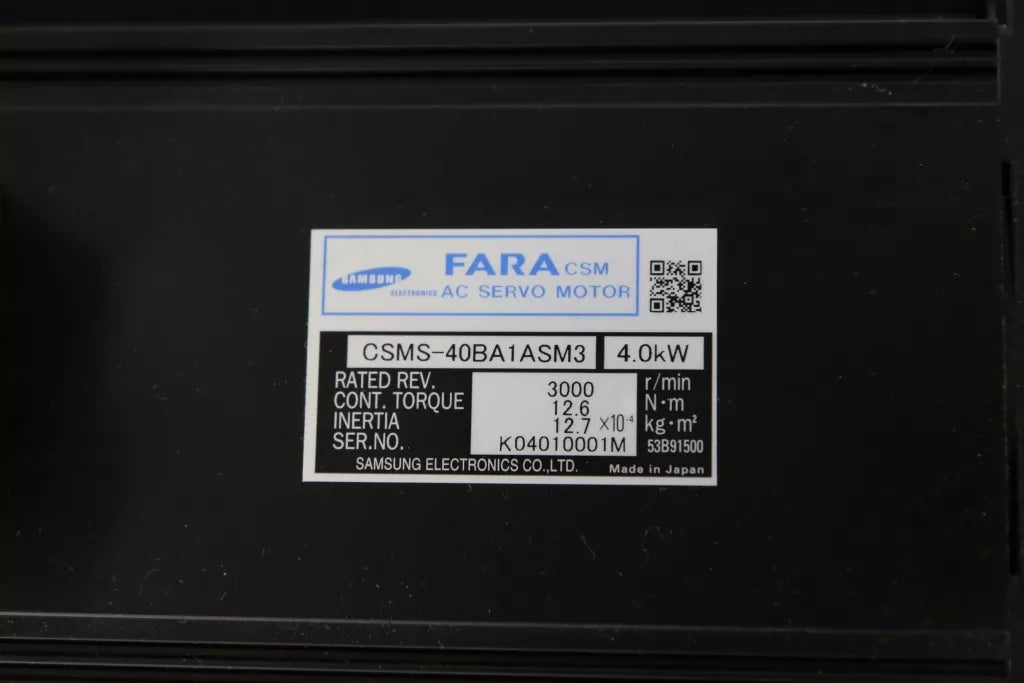 SAMSUNG
ELECTRONICS
FARA CSM
AC SERVO MOTOR
CSMS-40BA1ASM3 4.0kW
RATED REV. 3000 r/min
CONT. TORQUE 12.6 N·m
INERTIA 12.7 ×10⁻⁴ kg·m²
SER.NO. K04010001M 53B91500
SAMSUNG ELECTRONICS CO.,LTD. Made in Japan